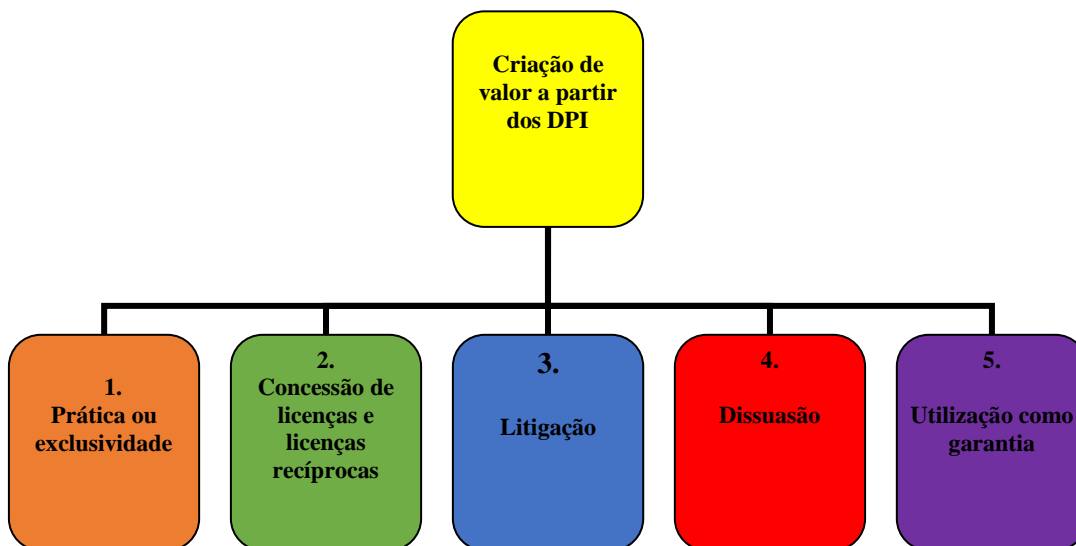 Criação de
valor a partir
dos DPI
1.
Prática ou
exclusividade
2.
Concessão de
licenças e
licenças
recíprocas
3.
Litigação
4.
Dissuasão
5.
Utilização como
garantia